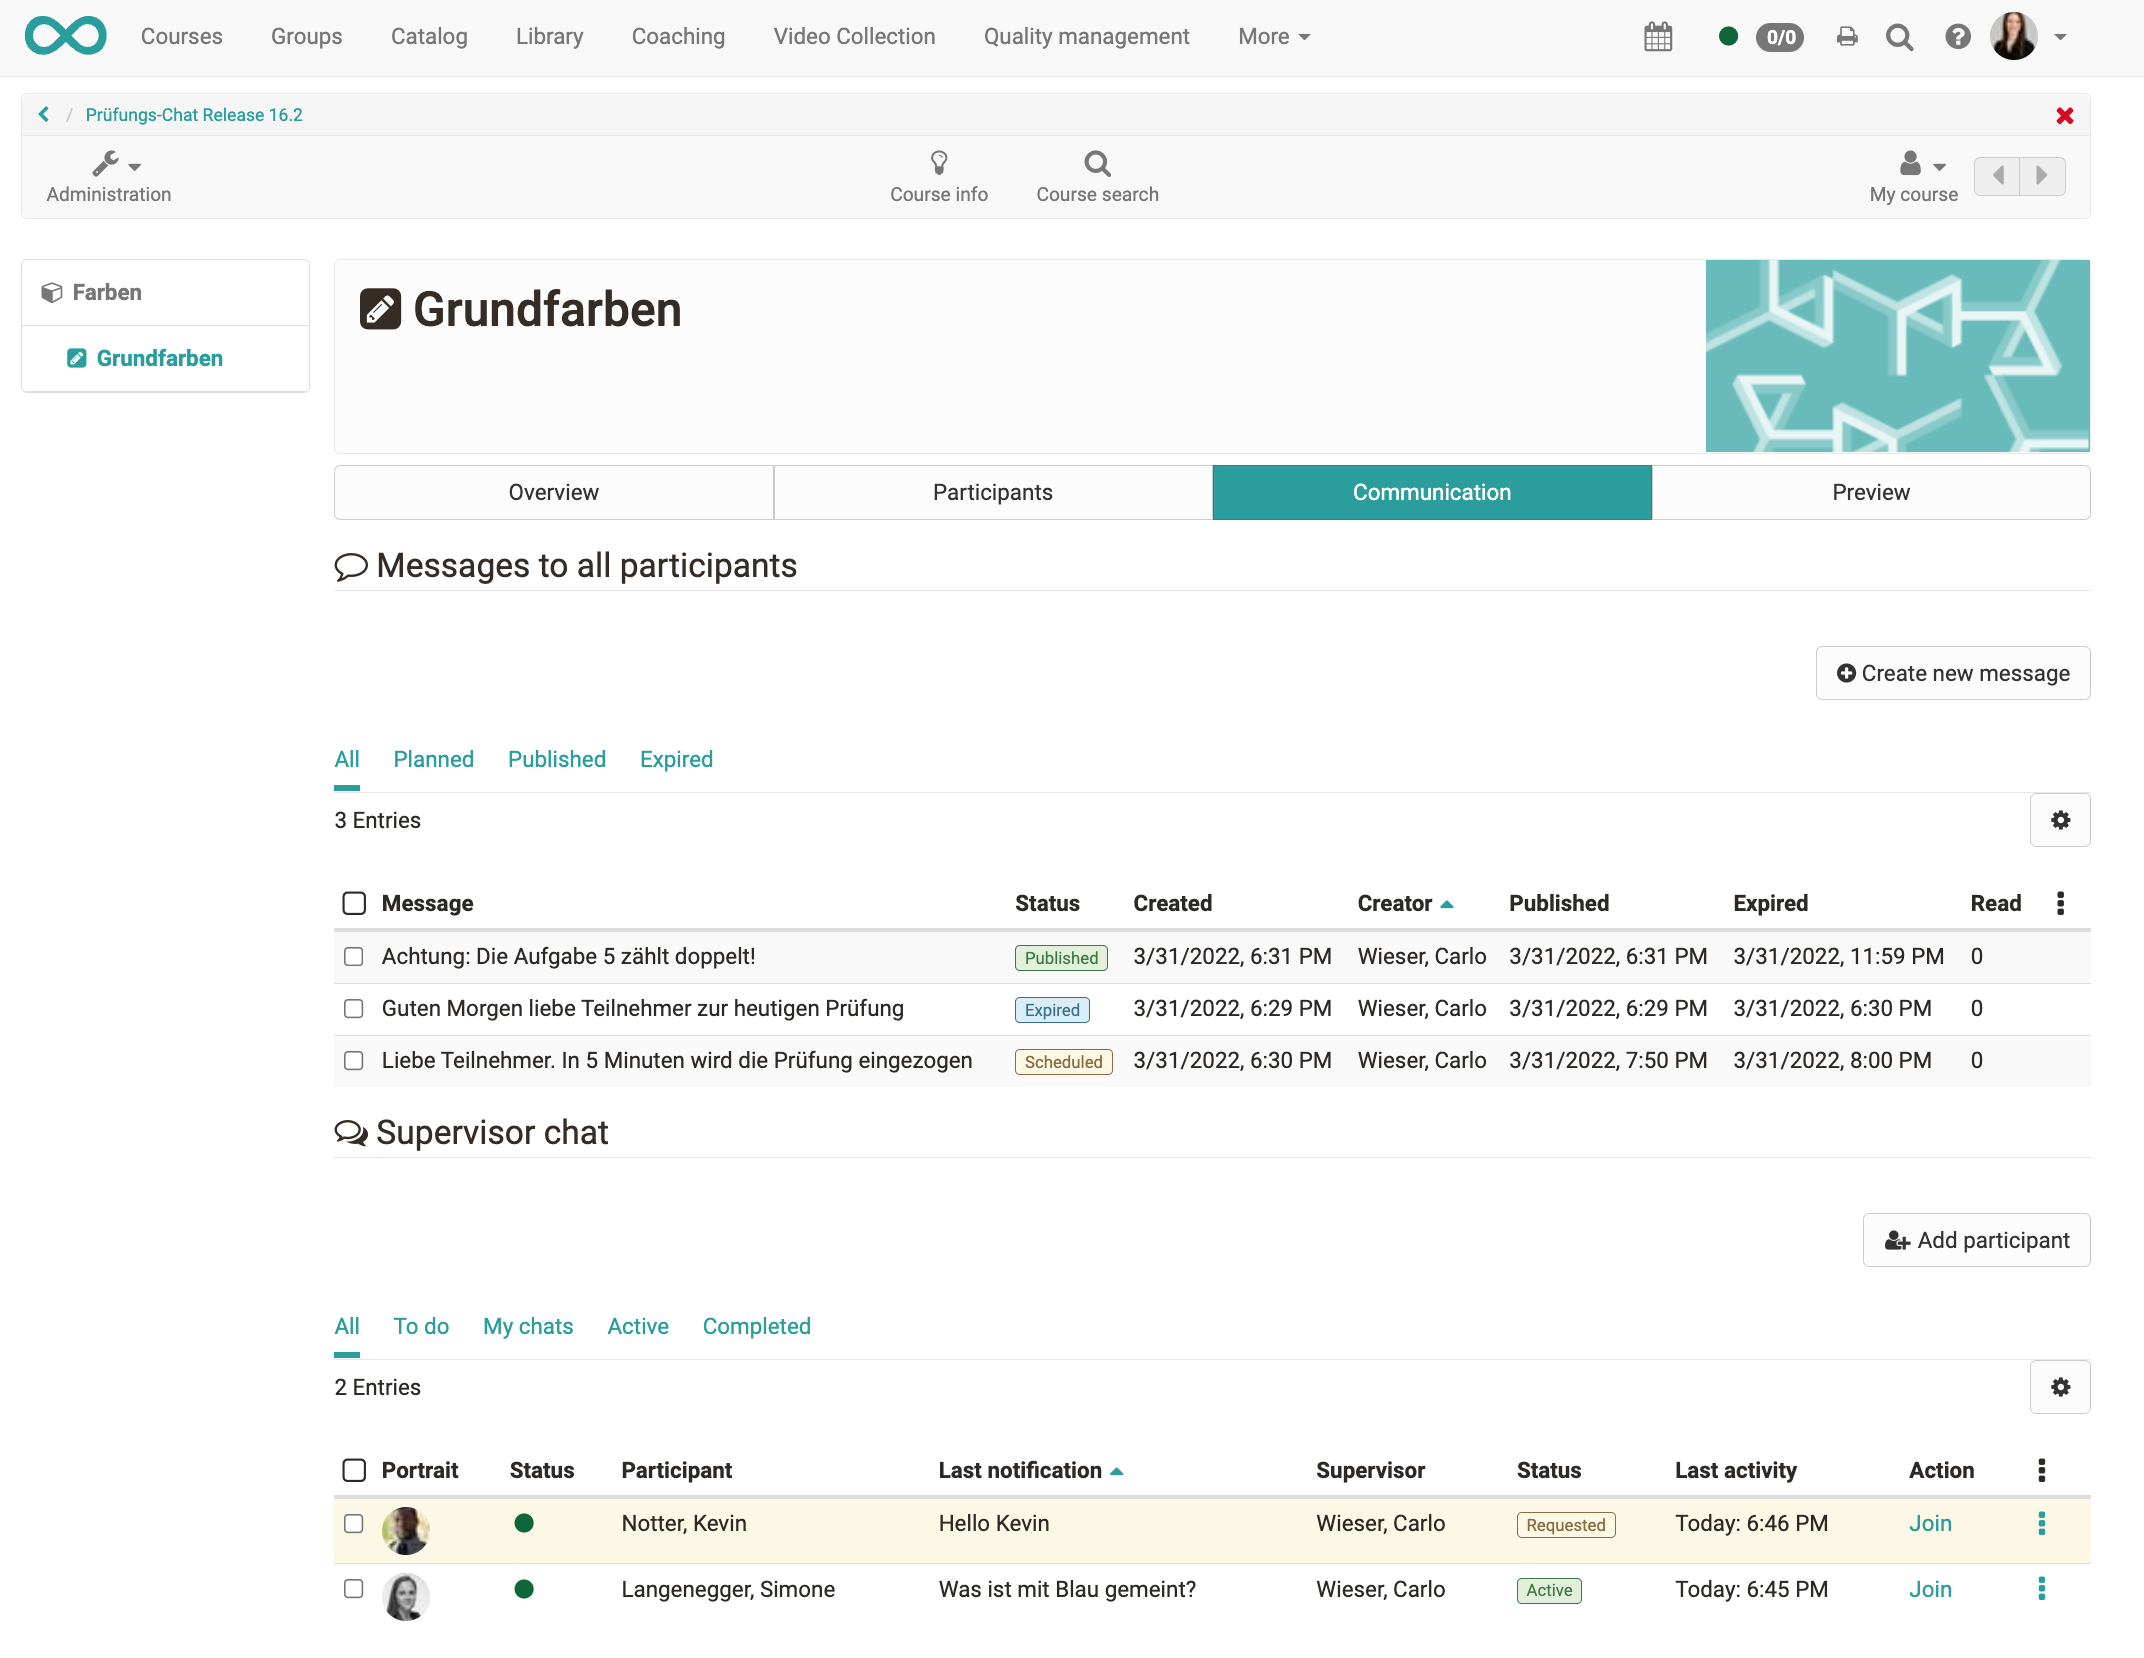 Courses Groups Catalog Library Coaching Video Collection Quality management More 0/0
/ Prüfungs-Chat Release 16.2
Administration Course info Course search My course
Farben
Grundfarben
Grundfarben
Overview Participants Communication Preview
Messages to all participants
Create new message
All Planned Published Expired
3 Entries
Message Status Created Creator Published Expired Read
Achtung: Die Aufgabe 5 zählt doppelt! Published 3/31/2022, 6:31 PM Wieser, Carlo 3/31/2022, 6:31 PM 3/31/2022, 11:59 PM 0
Guten Morgen liebe Teilnehmer zur heutigen Prüfung Expired 3/31/2022, 6:29 PM Wieser, Carlo 3/31/2022, 6:29 PM 3/31/2022, 6:30 PM 0
Liebe Teilnehmer. In 5 Minuten wird die Prüfung eingezogen Scheduled 3/31/2022, 6:30 PM Wieser, Carlo 3/31/2022, 7:50 PM 3/31/2022, 8:00 PM 0
Supervisor chat
Add participant
All To do My chats Active Completed
2 Entries
Portrait Status Participant Last notification Supervisor Status Last activity Action
Notter, Kevin Hello Kevin Wieser, Carlo Requested Today: 6:46 PM Join
Langenegger, Simone Was ist mit Blau gemeint? Wieser, Carlo Active Today: 6:45 PM Join